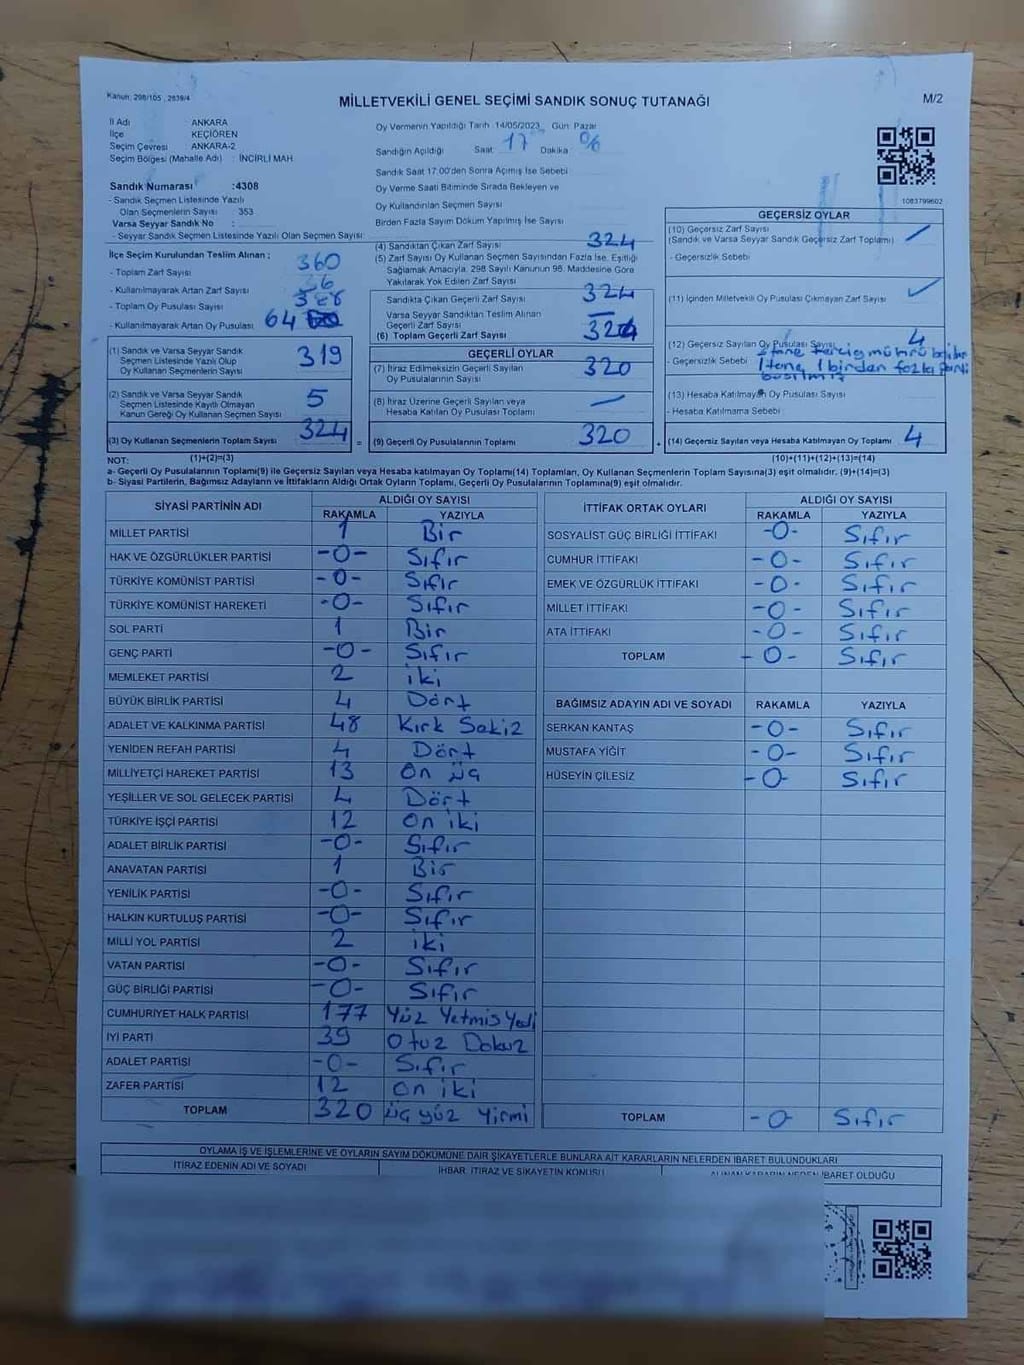 Kanun: 298/105 , 2839/4
MİLLETVEKİLİ GENEL SEÇİMİ SANDIK SONUÇ TUTANAĞI
M/2
İl Adı : ANKARA
İlçe : KEÇİÖREN
Seçim Çevresi : ANKARA-2
Seçim Bölgesi (Mahalle Adı) : İNCİRLİ MAH.
Sandık Numarası :4308
- Sandık Seçmen Listesinde Yazılı
Olan Seçmenlerin Sayısı : 353
Varsa Seyyar Sandık No :
- Seyyar Sandık Seçmen Listesinde Yazılı Olan Seçmen Sayısı:
Oy Vermenin Yapıldığı Tarih :14/05/2023 Gün: Pazar
Sandığın Açıldığı Saat: 17 Dakika:
Sandık Saat 17.00'den Sonra Açılmış İse Sebebi
Oy Verme Saati Bitiminde Sırada Bekleyen ve
Oy Kullandırılan Seçmen Sayısı
Birden Fazla Sayım Döküm Yapılmış İse Sayısı
1083799602
İlçe Seçim Kurulundan Teslim Alınan ;
- Toplam Zarf Sayısı 360
- Kullanılmayarak Artan Zarf Sayısı 36
- Toplam Oy Pusulası Sayısı
- Kullanılmayarak Artan Oy Pusulası 64
(1) Sandık ve Varsa Seyyar Sandık
Seçmen Listesinde Yazılı Olup
Oy Kullanan Seçmenlerin Sayısı 319
(2) Sandık ve Varsa Seyyar Sandık
Seçmen Listesinde Kayıtlı Olmayan
Kanun Gereği Oy Kullanan Seçmen Sayısı 5
(3) Oy Kullanan Seçmenlerin Toplam Sayısı 324 =
(4) Sandıktan Çıkan Zarf Sayısı 324
(5) Zarf Sayısı Oy Kullanan Seçmen Sayısından Fazla İse, Eşitliği
Sağlamak Amacıyla, 298 Sayılı Kanunun 98. Maddesine Göre
Yakılarak Yok Edilen Zarf Sayısı
Sandıkta Çıkan Geçerli Zarf Sayısı 324
Varsa Seyyar Sandıktan Teslim Alınan
Geçerli Zarf Sayısı —
(6) Toplam Geçerli Zarf Sayısı 324
GEÇERLİ OYLAR
(7) İtiraz Edilmeksizin Geçerli Sayılan
Oy Pusulalarının Sayısı 320
(8) İtiraz Üzerine Geçerli Sayılan veya
Hesaba Katılan Oy Pusulası Toplamı —
(9) Geçerli Oy Pusulalarının Toplamı 320 +
GEÇERSİZ OYLAR
(10) Geçersiz Zarf Sayısı
(Sandık ve Varsa Seyyar Sandık Geçersiz Zarf Toplamı)
- Geçersizlik Sebebi
(11) İçinden Milletvekili Oy Pusulası Çıkmayan Zarf Sayısı
(12) Geçersiz Sayılan Oy Pusulası Sayısı 4
- Geçersizlik Sebebi tane tercig mührü
1 tane 1 birden fazla parti
basılmış
(13) Hesaba Katılmayan Oy Pusulası Sayısı
- Hesaba Katılmama Sebebi
(14) Geçersiz Sayılan veya Hesaba Katılmayan Oy Toplamı 4
NOT: (1)+(2)=(3) (10)+(11)+(12)+(13)=(14)
a- Geçerli Oy Pusulalarının Toplamı(9) ile Geçersiz Sayılan veya Hesaba katılmayan Oy Toplamı(14) Toplamları, Oy Kullanan Seçmenlerin Toplam Sayısına(3) eşit olmalıdır. (9)+(14)=(3)
b- Siyasi Partilerin, Bağımsız Adayların ve İttifakların Aldığı Ortak Oyların Toplamı, Geçerli Oy Pusulalarının Toplamına(9) eşit olmalıdır.
SİYASİ PARTİNİN ADI ALDIĞI OY SAYISI
RAKAMLA YAZIYLA
MİLLET PARTİSİ 1 Bir
HAK VE ÖZGÜRLÜKLER PARTİSİ -0- Sıfır
TÜRKİYE KOMÜNİST PARTİSİ -0- Sıfır
TÜRKİYE KOMÜNİST HAREKETİ -0- Sıfır
SOL PARTİ 1 Bir
GENÇ PARTİ -0- Sıfır
MEMLEKET PARTİSİ 2 iki
BÜYÜK BİRLİK PARTİSİ 4 Dört
ADALET VE KALKINMA PARTİSİ 48 Kırk Sekiz
YENİDEN REFAH PARTİSİ 4 Dört
MİLLİYETÇİ HAREKET PARTİSİ 13 On üç
YEŞİLLER VE SOL GELECEK PARTİSİ 4 Dört
TÜRKİYE İŞÇİ PARTİSİ 12 On iki
ADALET BİRLİK PARTİSİ -0- Sıfır
ANAVATAN PARTİSİ 1 Bir
YENİLİK PARTİSİ -0- Sıfır
HALKIN KURTULUŞ PARTİSİ -0- Sıfır
MİLLİ YOL PARTİSİ 2 iki
VATAN PARTİSİ -0- Sıfır
GÜÇ BİRLİĞİ PARTİSİ -0- Sıfır
CUMHURİYET HALK PARTİSİ 177 Yüz Yetmiş Yedi
İYİ PARTİ 39 Otuz Dokuz
ADALET PARTİSİ -0- Sıfır
ZAFER PARTİSİ 12 On iki
TOPLAM 320 üç yüz yirmi
İTTİFAK ORTAK OYLARI ALDIĞI OY SAYISI
RAKAMLA YAZIYLA
SOSYALİST GÜÇ BİRLİĞİ İTTİFAKI -0- Sıfır
CUMHUR İTTİFAKI -0- Sıfır
EMEK VE ÖZGÜRLÜK İTTİFAKI -0- Sıfır
MİLLET İTTİFAKI -0- Sıfır
ATA İTTİFAKI -0- Sıfır
TOPLAM -0- Sıfır
BAĞIMSIZ ADAYIN ADI VE SOYADI RAKAMLA YAZIYLA
SERKAN KANTAŞ -0- Sıfır
MUSTAFA YİĞİT -0- Sıfır
HÜSEYİN ÇİLESİZ -0- Sıfır
TOPLAM -0- Sıfır
OYLAMA İŞ VE İŞLEMLERİNE VE OYLARIN SAYIM DÖKÜMÜNE DAİR ŞİKAYETLERLE BUNLARA AİT KARARLARIN NELERDEN İBARET BULUNDUKLARI
İTİRAZ EDENİN ADI VE SOYADI İHBAR, İTİRAZ VE ŞİKAYETİN KONUSU ALINAN KARARIN NEDEN İBARET OLDUĞU